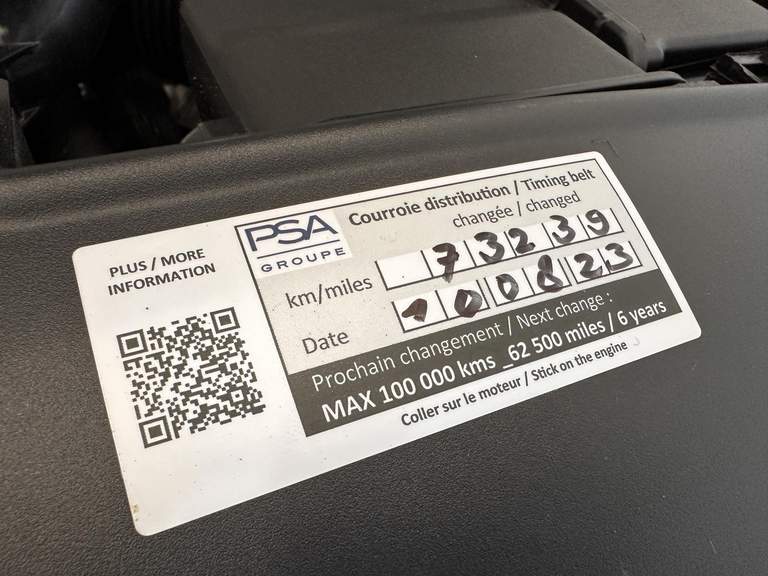 PLUS / MORE
INFORMATION
PSA
GROUPE
Courroie distribution / Timing belt
changée / changed
km/miles 73239
Date 100823
Prochain changement / Next change :
MAX 100 000 kms _62 500 miles / 6 years
Coller sur le moteur / Stick on the engine